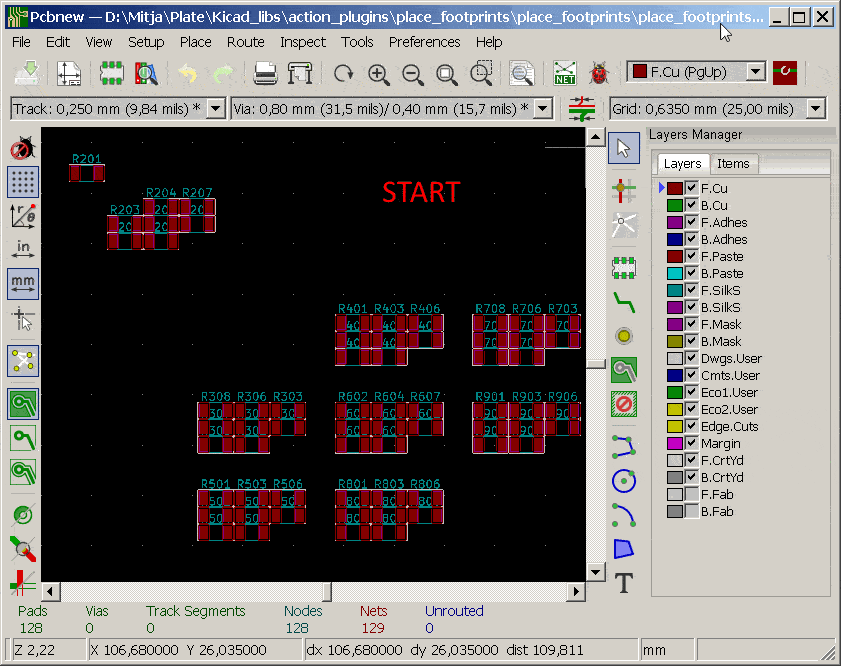 Pcbnew — D:\Mitja\Plate\Kicad_libs\action_plugins\place_footprints\place_footprints\place_footprints...
File Edit View Setup Place Route Inspect Tools Preferences Help
NET
F.Cu (PgUp)
Track: 0,250 mm (9,84 mils) * Via: 0,80 mm (31,5 mils)/ 0,40 mm (15,7 mils) * Grid: 0,6350 mm (25,00 mils)
Layers Manager
Layers Items
in
mm
R201
R204 R207
R203
START
R401 R403 R406
R708 R706 R703
R308 R306 R303
R602 R604 R607
R901 R903 R906
R501 R503 R506
R801 R803 R806
F.Cu
B.Cu
F.Adhes
B.Adhes
F.Paste
B.Paste
F.SilkS
B.SilkS
F.Mask
B.Mask
Dwgs.User
Cmts.User
Eco1.User
Eco2.User
Edge.Cuts
Margin
F.CrtYd
B.CrtYd
F.Fab
B.Fab
T
Pads Vias Track Segments Nodes Nets Unrouted
128 0 0 128 129 0
Z 2,22 X 106,680000 Y 26,035000 dx 106,680000 dy 26,035000 dist 109,811 mm